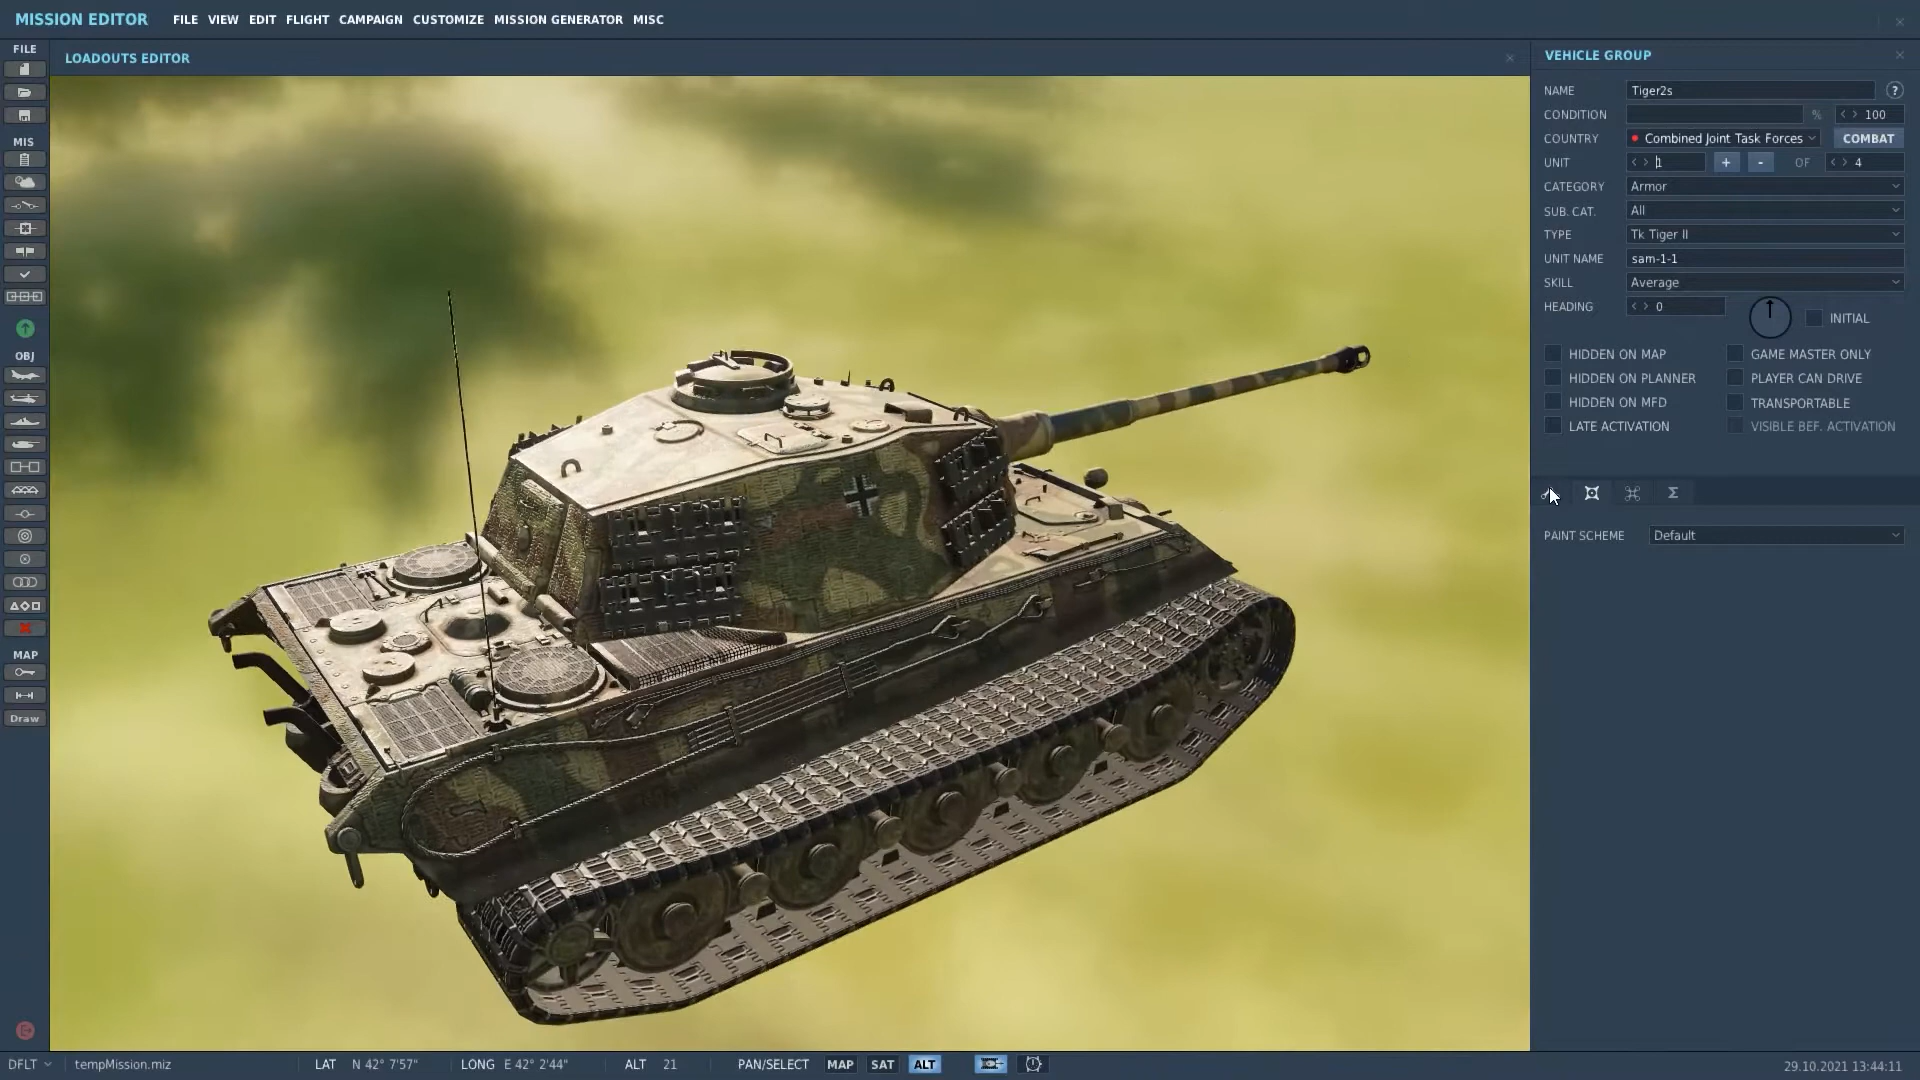 MISSION EDITOR FILE VIEW EDIT FLIGHT CAMPAIGN CUSTOMIZE MISSION GENERATOR MISC
FILE
MIS
OBJ
MAP
Draw
LOADOUTS EDITOR
VEHICLE GROUP
NAME Tiger2s ?
CONDITION % < > 100
COUNTRY Combined Joint Task Forces COMBAT
UNIT < > 1 + - OF < > 4
CATEGORY Armor
SUB. CAT. All
TYPE Tk Tiger II
UNIT NAME sam-1-1
SKILL Average
HEADING < > 0 INITIAL
HIDDEN ON MAP GAME MASTER ONLY
HIDDEN ON PLANNER PLAYER CAN DRIVE
HIDDEN ON MFD TRANSPORTABLE
LATE ACTIVATION VISIBLE BEF. ACTIVATION
Σ
PAINT SCHEME Default
DFLT tempMission.miz LAT N 42° 7'57" LONG E 42° 2'44" ALT 21 PAN/SELECT MAP SAT ALT 29.10.2021 13:44:11